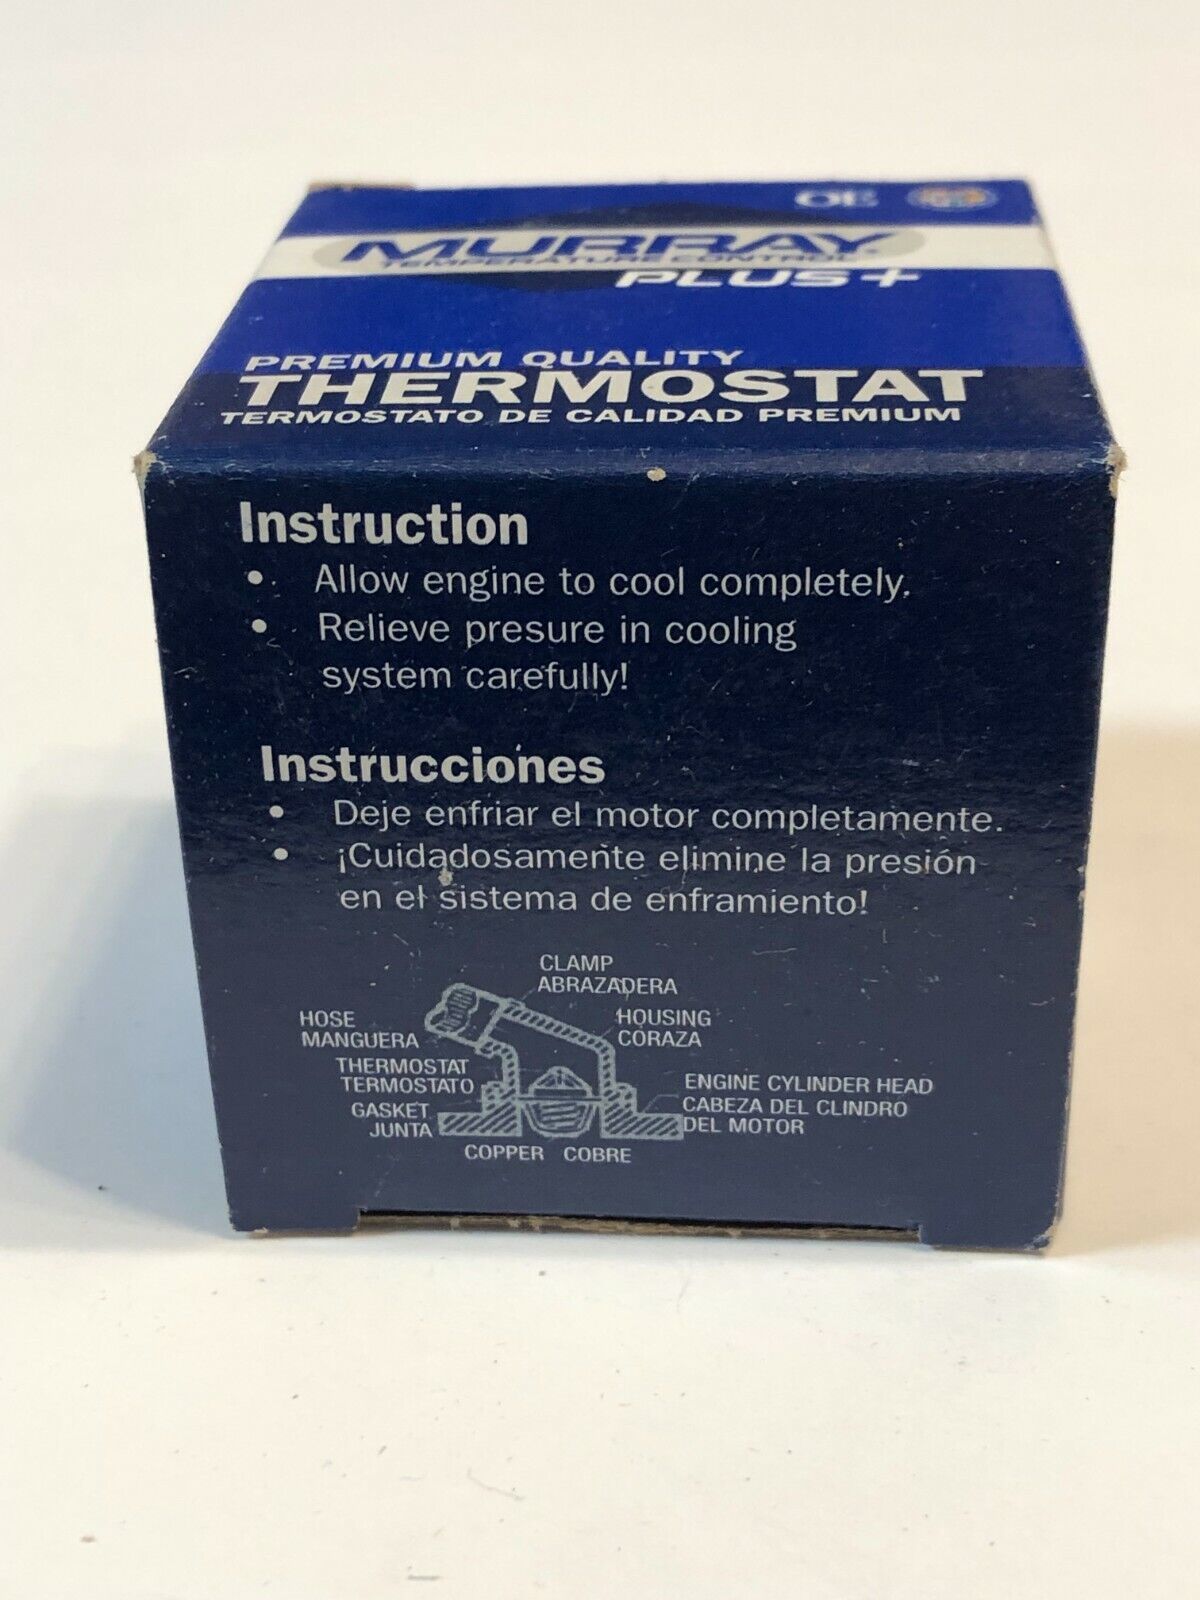 OE
MURRAY
TEMPERATURE CONTROL
PLUS+
PREMIUM QUALITY
THERMOSTAT
TERMOSTATO DE CALIDAD PREMIUM
Instruction
• Allow engine to cool completely.
• Relieve presure in cooling
system carefully!
Instrucciones
• Deje enfriar el motor completamente.
• ¡Cuidadosamente elimine la presión
en el sistema de enframiento!
CLAMP
ABRAZADERA
HOSE
MANGUERA
HOUSING
CORAZA
THERMOSTAT
TERMOSTATO
ENGINE CYLINDER HEAD
CABEZA DEL CLINDRO
DEL MOTOR
GASKET
JUNTA
COPPER COBRE